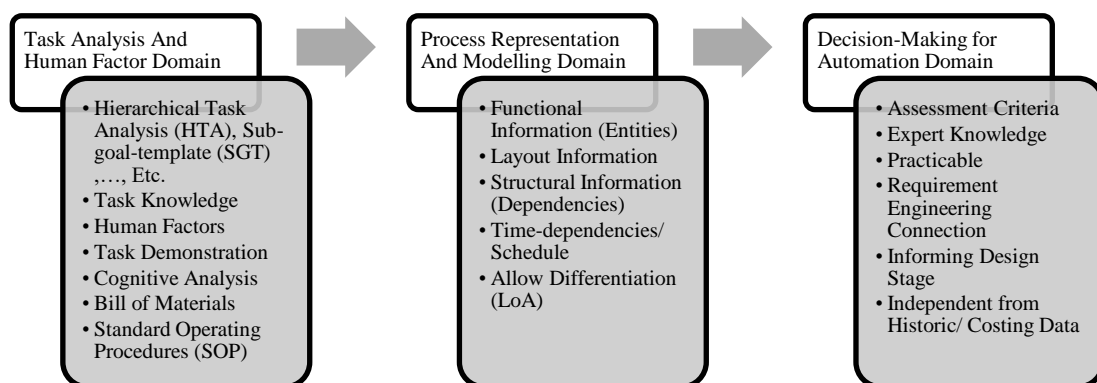 Task Analysis And
Human Factor Domain
• Hierarchical Task
Analysis (HTA), Sub-
goal-template (SGT)
,…, Etc.
• Task Knowledge
• Human Factors
• Task Demonstration
• Cognitive Analysis
• Bill of Materials
• Standard Operating
Procedures (SOP)
Process Representation
And Modelling Domain
• Functional
Information (Entities)
• Layout Information
• Structural Information
(Dependencies)
• Time-dependencies/
Schedule
• Allow Differentiation
(LoA)
Decision-Making for
Automation Domain
• Assessment Criteria
• Expert Knowledge
• Practicable
• Requirement
Engineering
Connection
• Informing Design
Stage
• Independent from
Historic/ Costing Data